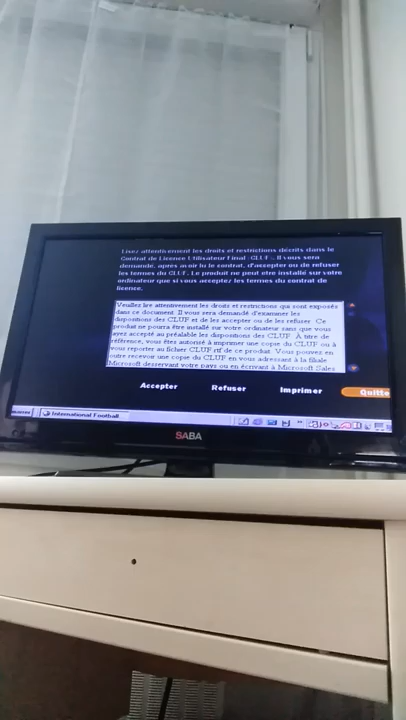 Lisez attentivement les droits et restrictions décrits dans le
Contrat de Licence Utilisateur Final (CLUF). Il vous sera
demandé, après avoir lu le contrat, d'accepter ou de refuser
les termes du CLUF. Le produit ne peut être installé sur votre
ordinateur que si vous acceptez les termes du contrat de
licence.
Veuillez lire attentivement les droits et restrictions qui sont exposés
dans ce document. Il vous sera demandé d'examiner les
dispositions des CLUF et de les accepter ou de les refuser. Ce
produit ne pourra être installé sur votre ordinateur sans que vous
ayez accepté au préalable les dispositions des CLUF. À titre de
référence, vous êtes autorisé à imprimer une copie du CLUF ou à
vous reporter au fichier CLUF.rtf de ce produit. Vous pouvez en
outre recevoir une copie du CLUF en vous adressant à la filiale
Microsoft desservant votre pays ou en écrivant à Microsoft Sales
Accepter Refuser Imprimer Quitte
International Football
SABA